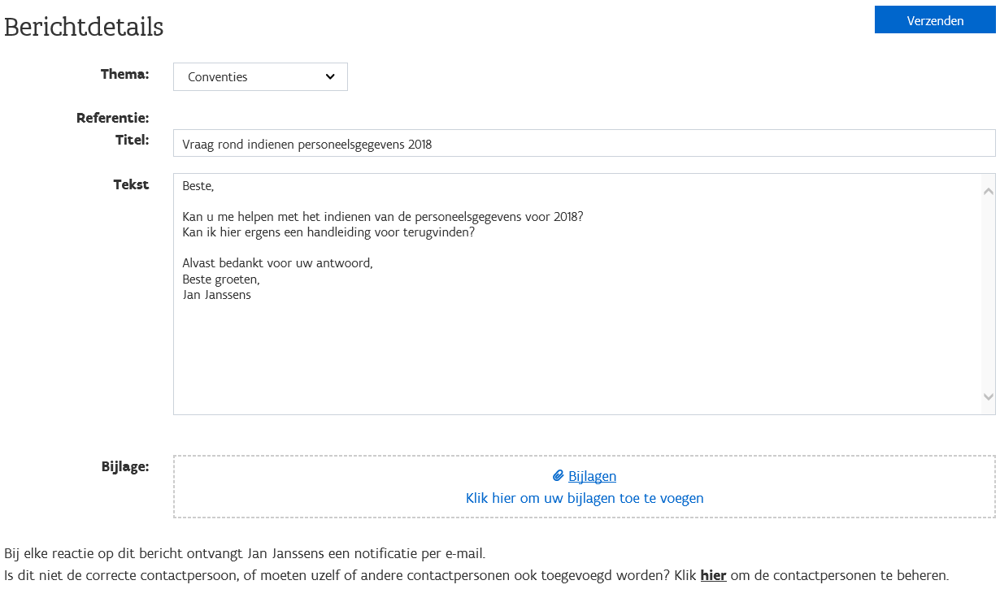 Berichtdetails
Verzenden
Thema:
Conventies
Referentie:
Titel:
Vraag rond indienen personeelsgegevens 2018
Tekst
Beste,
Kan u me helpen met het indienen van de personeelsgegevens voor 2018?
Kan ik hier ergens een handleiding voor terugvinden?
Alvast bedankt voor uw antwoord,
Beste groeten,
Jan Janssens
Bijlage:
Bijlagen
Klik hier om uw bijlagen toe te voegen
Bij elke reactie op dit bericht ontvangt Jan Janssens een notificatie per e-mail.
Is dit niet de correcte contactpersoon, of moeten uzelf of andere contactpersonen ook toegevoegd worden? Klik hier om de contactpersonen te beheren.